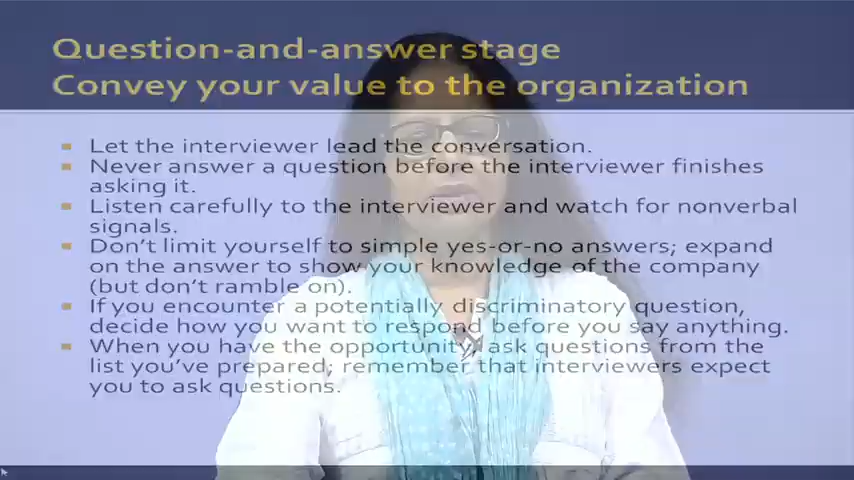 Question-and-answer stage
Convey your value to the organization
Let the interviewer lead the conversation.
Never answer a question before the interviewer finishes
asking it.
Listen carefully to the interviewer and watch for nonverbal
signals.
Don't limit yourself to simple yes-or-no answers; expand
on the answer to show your knowledge of the company
(but don't ramble on).
If you encounter a potentially discriminatory question,
decide how you want to respond before you say anything.
When you have the opportunity, ask questions from the
list you've prepared; remember that interviewers expect
you to ask questions.